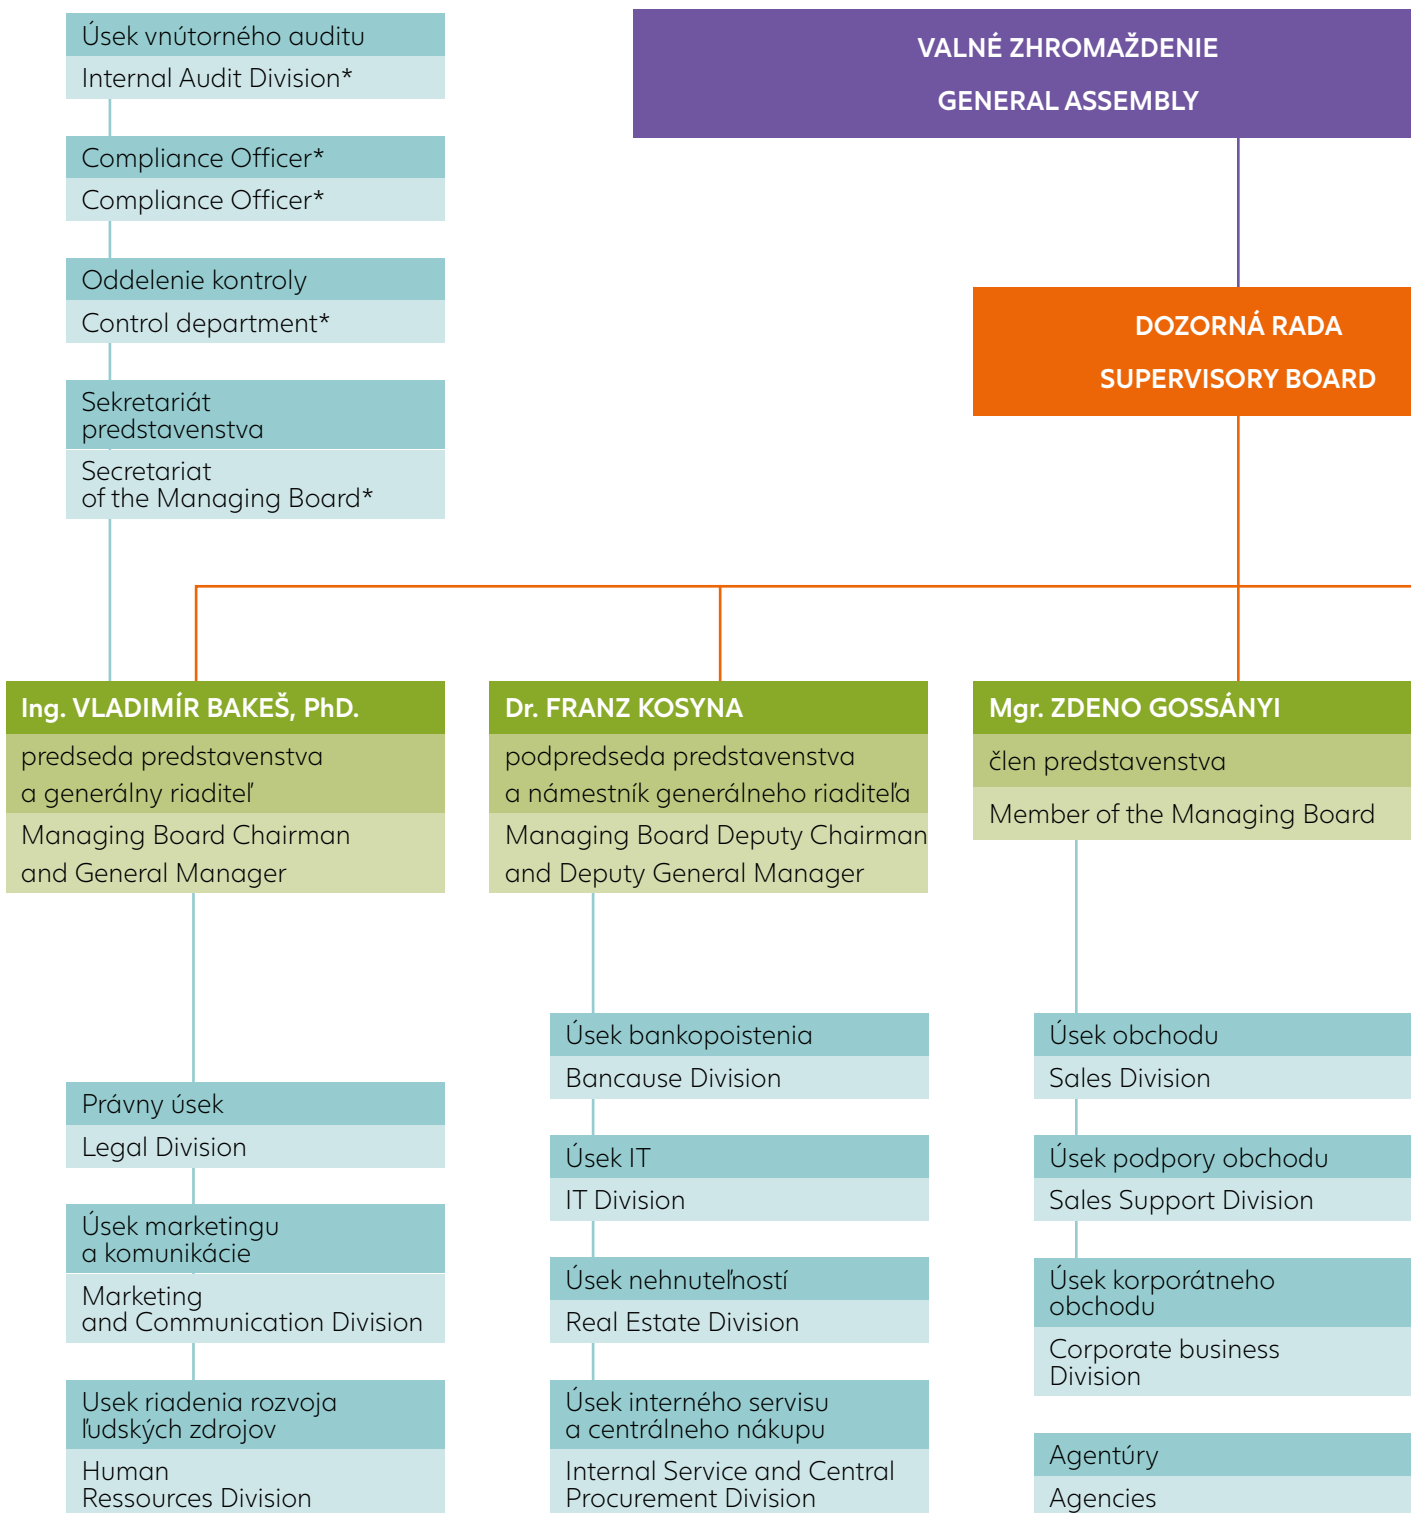 Úsek vnútorného auditu
Internal Audit Division*
Compliance Officer*
Compliance Officer*
Oddelenie kontroly
Control department*
Sekretariát
predstavenstva
Secretariat
of the Managing Board*
VALNÉ ZHROMAŽDENIE
GENERAL ASSEMBLY
DOZORNÁ RADA
SUPERVISORY BOARD
Ing. VLADIMÍR BAKEŠ, PhD.
predseda predstavenstva
a generálny riaditeľ
Managing Board Chairman
and General Manager
Právny úsek
Legal Division
Úsek marketingu
a komunikácie
Marketing
and Communication Division
Usek riadenia rozvoja
ľudských zdrojov
Human
Ressources Division
Dr. FRANZ KOSYNA
podpredseda predstavenstva
a námestník generálneho riaditeľa
Managing Board Deputy Chairman
and Deputy General Manager
Úsek bankopoistenia
Bancause Division
Úsek IT
IT Division
Úsek nehnuteľností
Real Estate Division
Úsek interného servisu
a centrálneho nákupu
Internal Service and Central
Procurement Division
Mgr. ZDENO GOSSÁNYI
člen predstavenstva
Member of the Managing Board
Úsek obchodu
Sales Division
Úsek podpory obchodu
Sales Support Division
Úsek korporátneho
obchodu
Corporate business
Division
Agentúry
Agencies